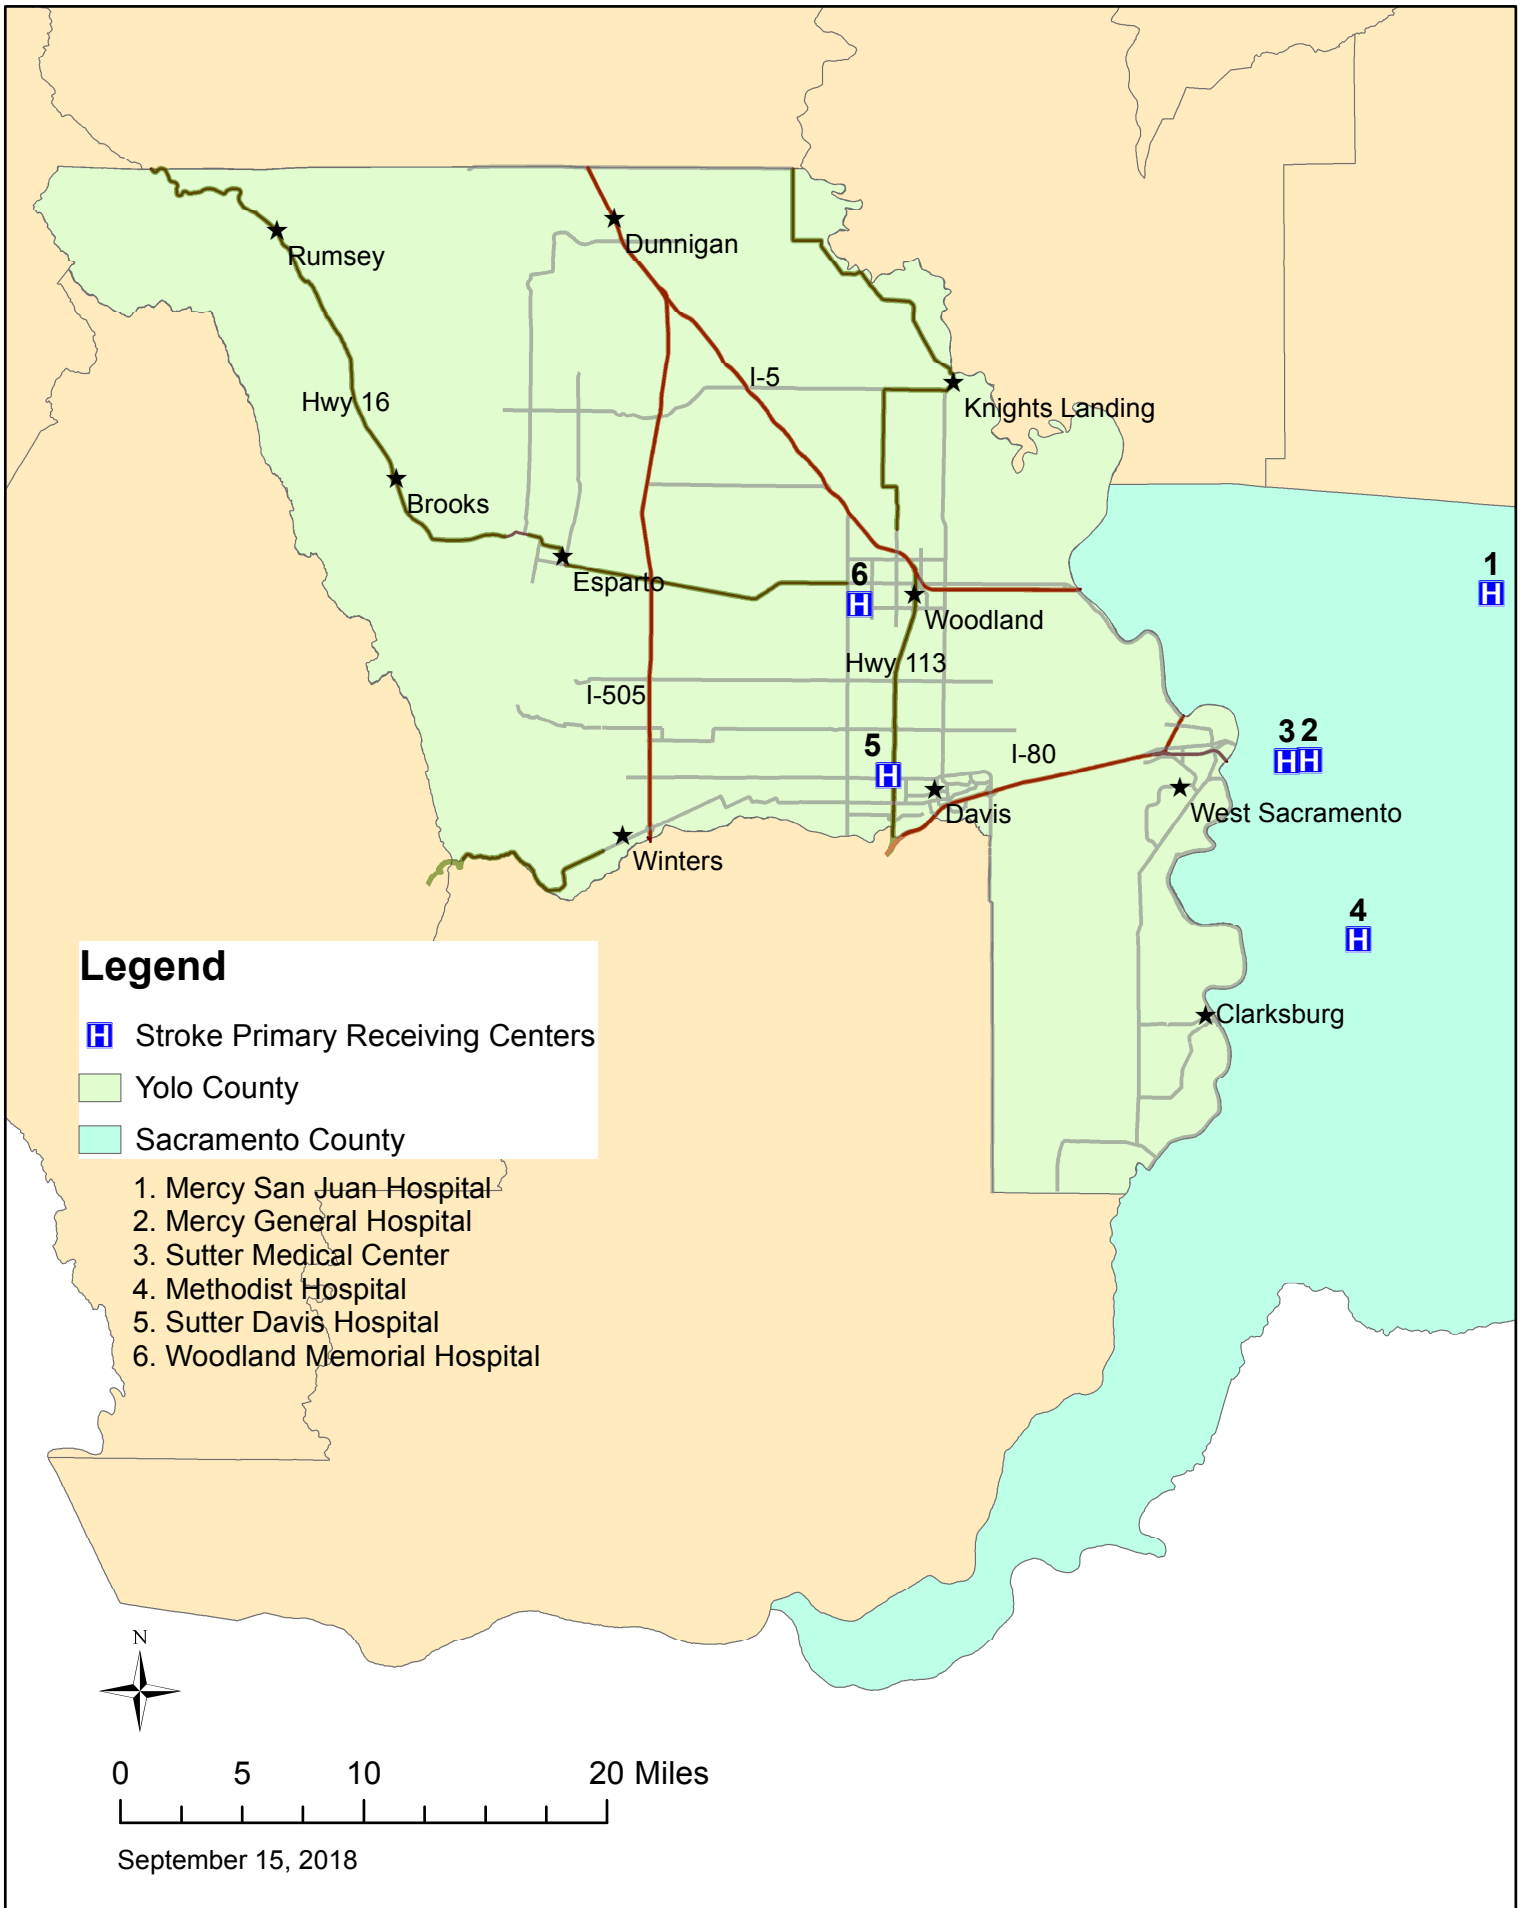 Rumsey
Dunnigan
I-5
Hwy 16
Knights Landing
Brooks
1
H
6
Esparto
H
Woodland
Hwy 113
I-505
3 2
5
I-80
H H
H
Davis
West Sacramento
Winters
4
H
Clarksburg
Legend
H Stroke Primary Receiving Centers
Yolo County
Sacramento County
1. Mercy San Juan Hospital
2. Mercy General Hospital
3. Sutter Medical Center
4. Methodist Hospital
5. Sutter Davis Hospital
6. Woodland Memorial Hospital
N
0 5 10 20 Miles
September 15, 2018